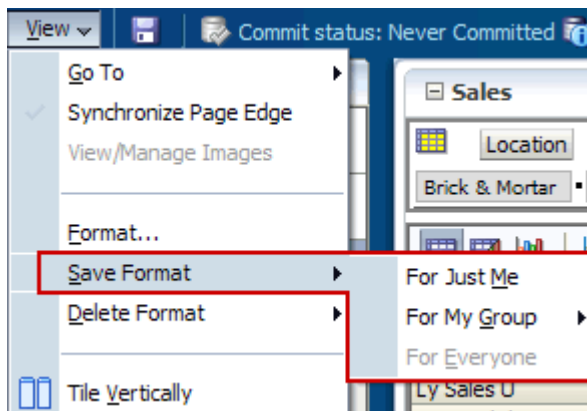 View
Commit status: Never Committed
Go To
Synchronize Page Edge
View/Manage Images
Format...
Save Format
Delete Format
Tile Vertically
Sales
Location
Brick & Mortar
For Just Me
For My Group
For Everyone
Ly Sales U